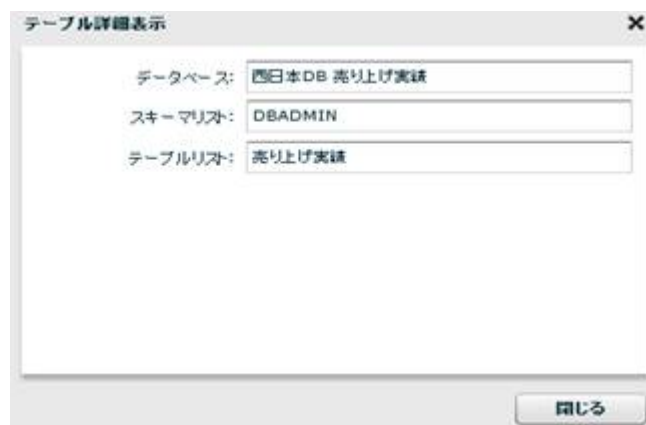 テーブル詳細表示
データベース: 西日本DB 売り上げ実績
スキーマリスト: DBADMIN
テーブルリスト: 売り上げ実績
閉じる